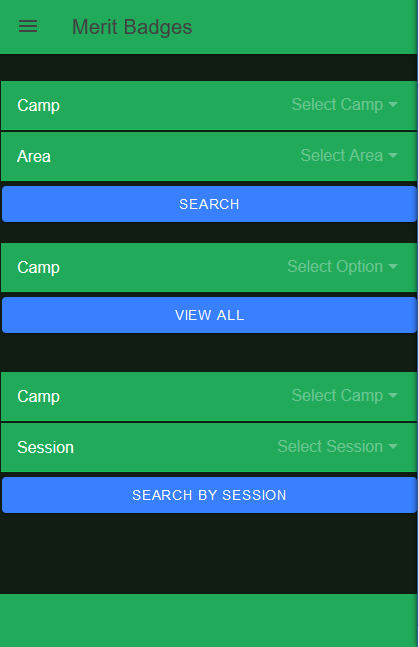 Merit Badges
Camp Select Camp
Area Select Area
SEARCH
Camp Select Option
VIEW ALL
Camp Select Camp
Session Select Session
SEARCH BY SESSION